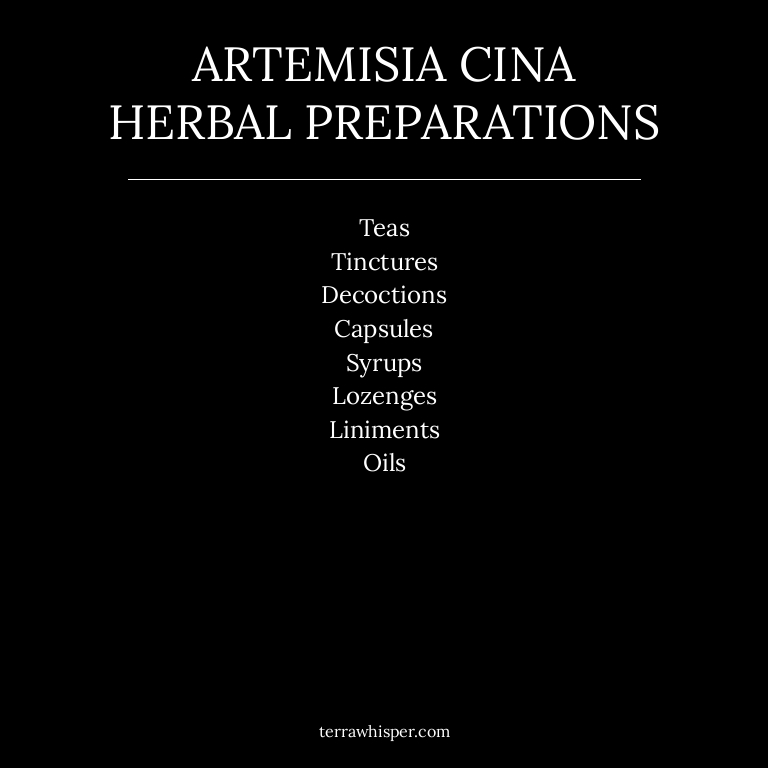 ARTEMISIA CINA
HERBAL PREPARATIONS
Teas
Tinctures
Decoctions
Capsules
Syrups
Lozenges
Liniments
Oils
terrawhisper.com